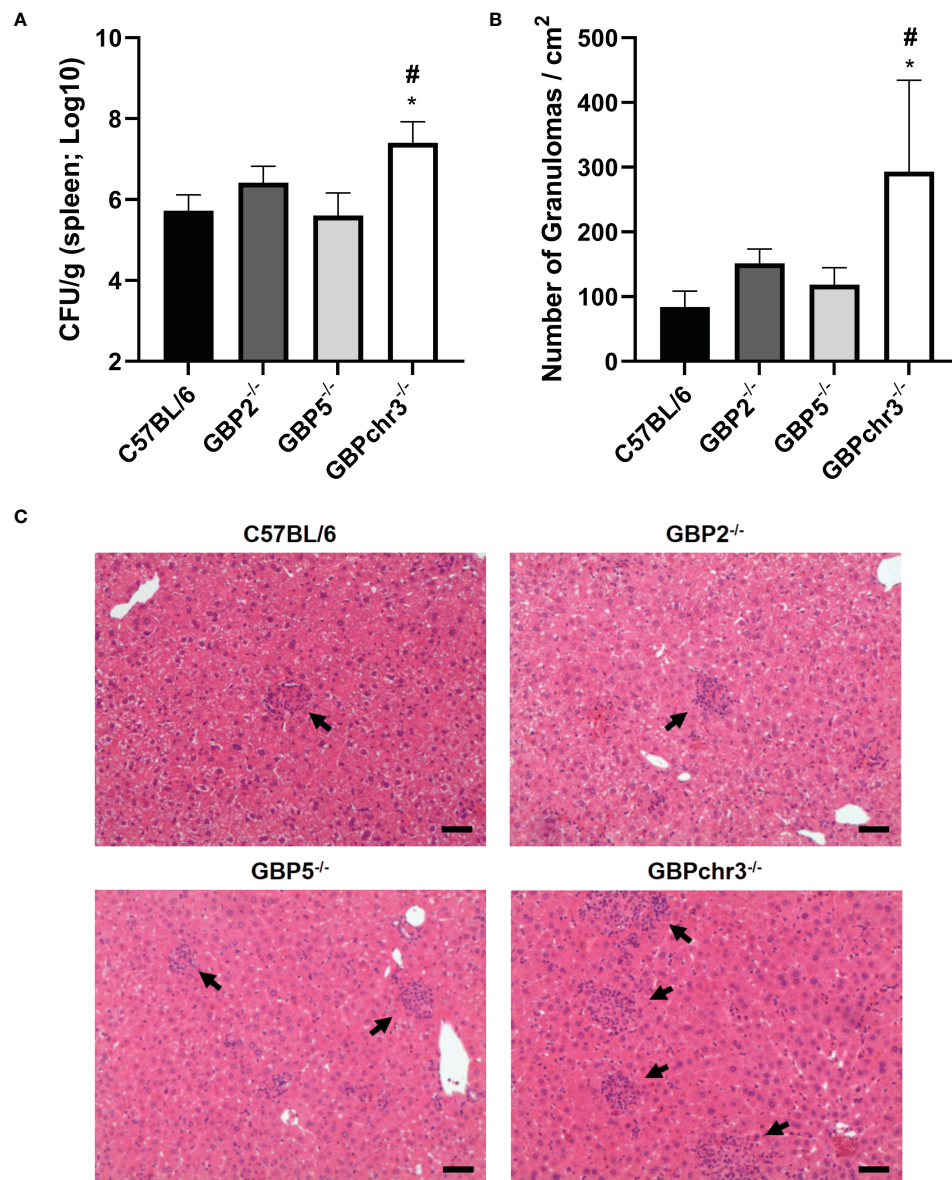 A
CFU/g (spleen; Log10)
10
8
6
4
2
#
*
C57BL/6
GBP2-/-
GBP5-/-
GBPchr3-/-
B
Number of Granulomas / cm2
500
400
300
200
100
0
#
*
C57BL/6
GBP2-/-
GBP5-/-
GBPchr3-/-
C
C57BL/6
GBP2-/-
GBP5-/-
GBPchr3-/-